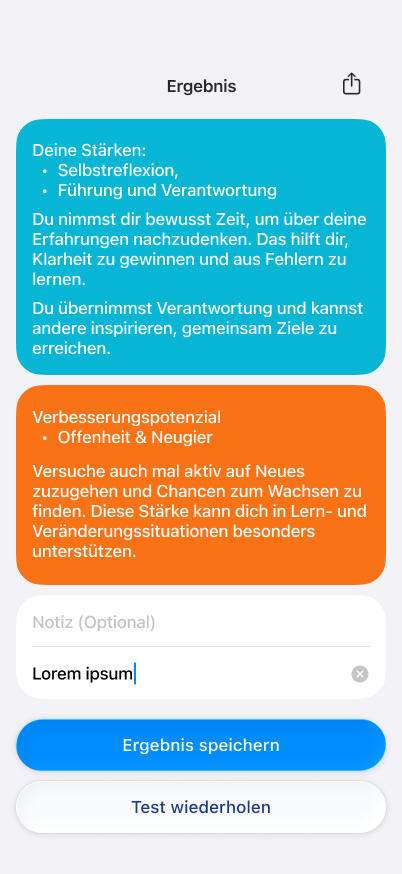 Ergebnis
Deine Stärken:
• Selbstreflexion,
• Führung und Verantwortung
Du nimmst dir bewusst Zeit, um über deine
Erfahrungen nachzudenken. Das hilft dir,
Klarheit zu gewinnen und aus Fehlern zu
lernen.
Du übernimmst Verantwortung und kannst
andere inspirieren, gemeinsam Ziele zu
erreichen.
Verbesserungspotenzial
• Offenheit & Neugier
Versuche auch mal aktiv auf Neues
zuzugehen und Chancen zum Wachsen zu
finden. Diese Stärke kann dich in Lern- und
Veränderungssituationen besonders
unterstützen.
Notiz (Optional)
Lorem ipsum
Ergebnis speichern
Test wiederholen